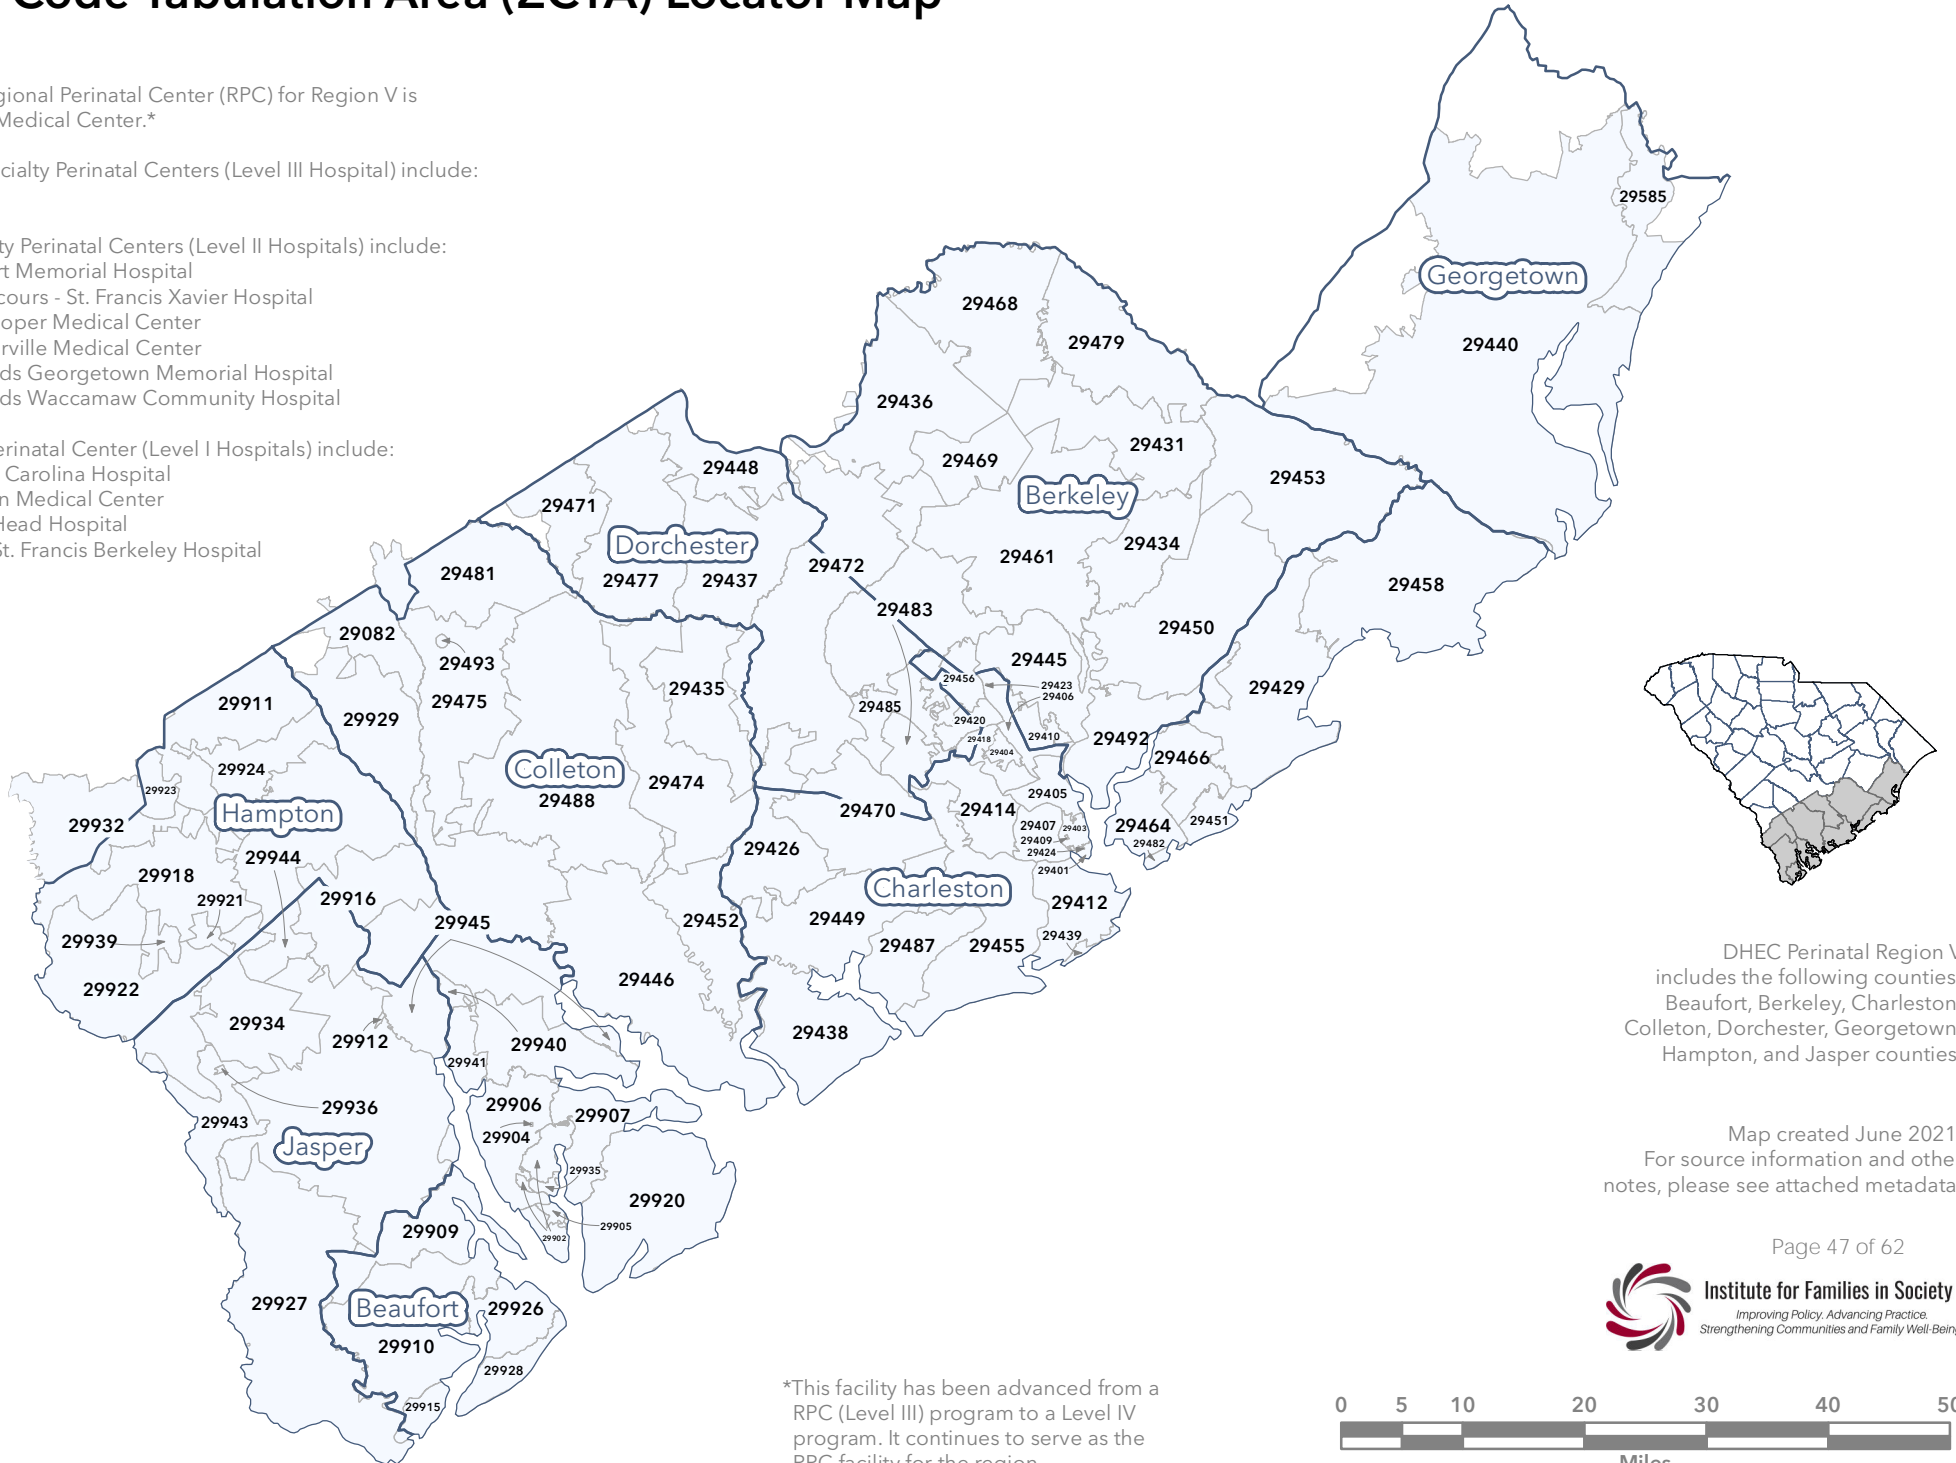 Code Tabulation Area (ZCTA) Locator Map
gional Perinatal Center (RPC) for Region V is
Medical Center.*
cialty Perinatal Centers (Level III Hospital) include:
ty Perinatal Centers (Level II Hospitals) include:
rt Memorial Hospital
cours - St. Francis Xavier Hospital
oper Medical Center
rville Medical Center
ds Georgetown Memorial Hospital
ds Waccamaw Community Hospital
erinatal Center (Level I Hospitals) include:
Carolina Hospital
n Medical Center
Head Hospital
St. Francis Berkeley Hospital
29585
Georgetown
29468
29479
29440
29436
29431
29469
29448
29453
Berkeley
29471
Dorchester
29434
29461
29472
29481
29477
29437
29458
29483
29450
29082
29493
29445
29456
29423
29406
29435
29429
29475
29911
29485
29929
29420
29410
29418
29404
29492
29466
29924
Colleton
29474
29923
29488
29405
29470
29414
Hampton
29932
29407
29403
29464
29451
29409
29482
29424
29426
29944
29401
29918
Charleston
29921
29916
29412
29449
29452
29945
29439
29939
29487
29455
29446
29922
29934
29438
29912
29940
29941
29936
29906
29907
29943
29904
Jasper
29935
29920
29905
29909
29902
29927
Beaufort
29926
29910
29928
29915
DHEC Perinatal Region V
includes the following counties
Beaufort, Berkeley, Charleston
Colleton, Dorchester, Georgetown
Hampton, and Jasper counties
Map created June 2021
For source information and othe
notes, please see attached metadata
Page 47 of 62
Institute for Families in Society
Improving Policy. Advancing Practice.
Strengthening Communities and Family Well-Being
*This facility has been advanced from a
RPC (Level III) program to a Level IV
program. It continues to serve as the
RPC facility for the region
0 5 10 20 30 40 50
Miles